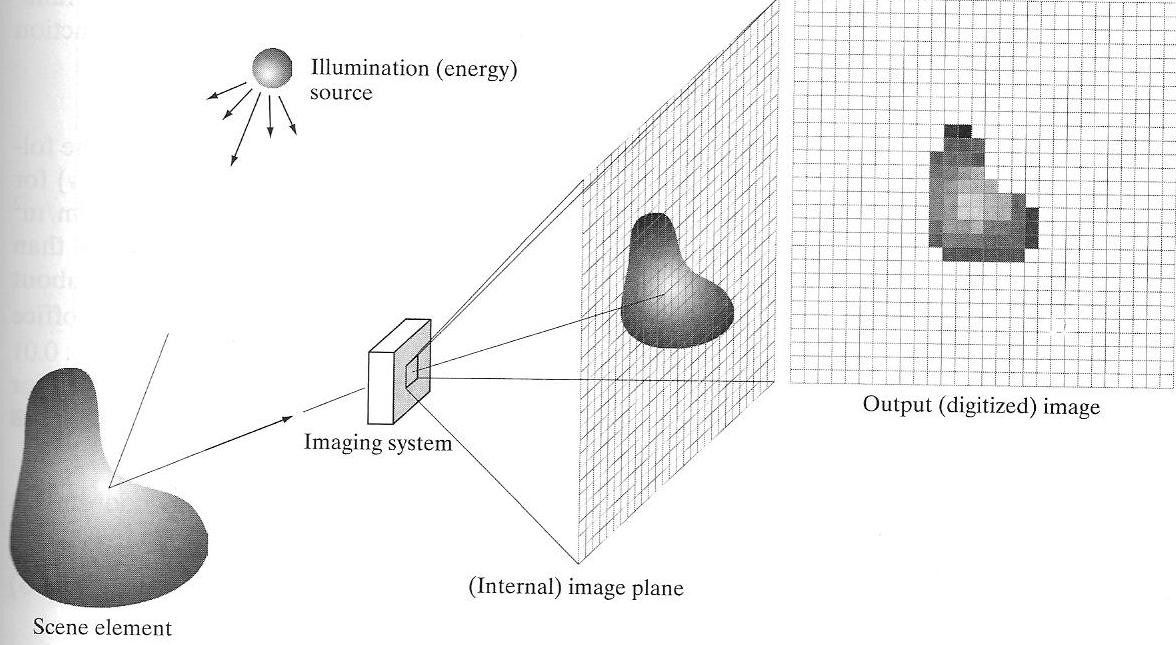 Illumination (energy)
source
Output (digitized) image
Imaging system
(Internal) image plane
Scene element